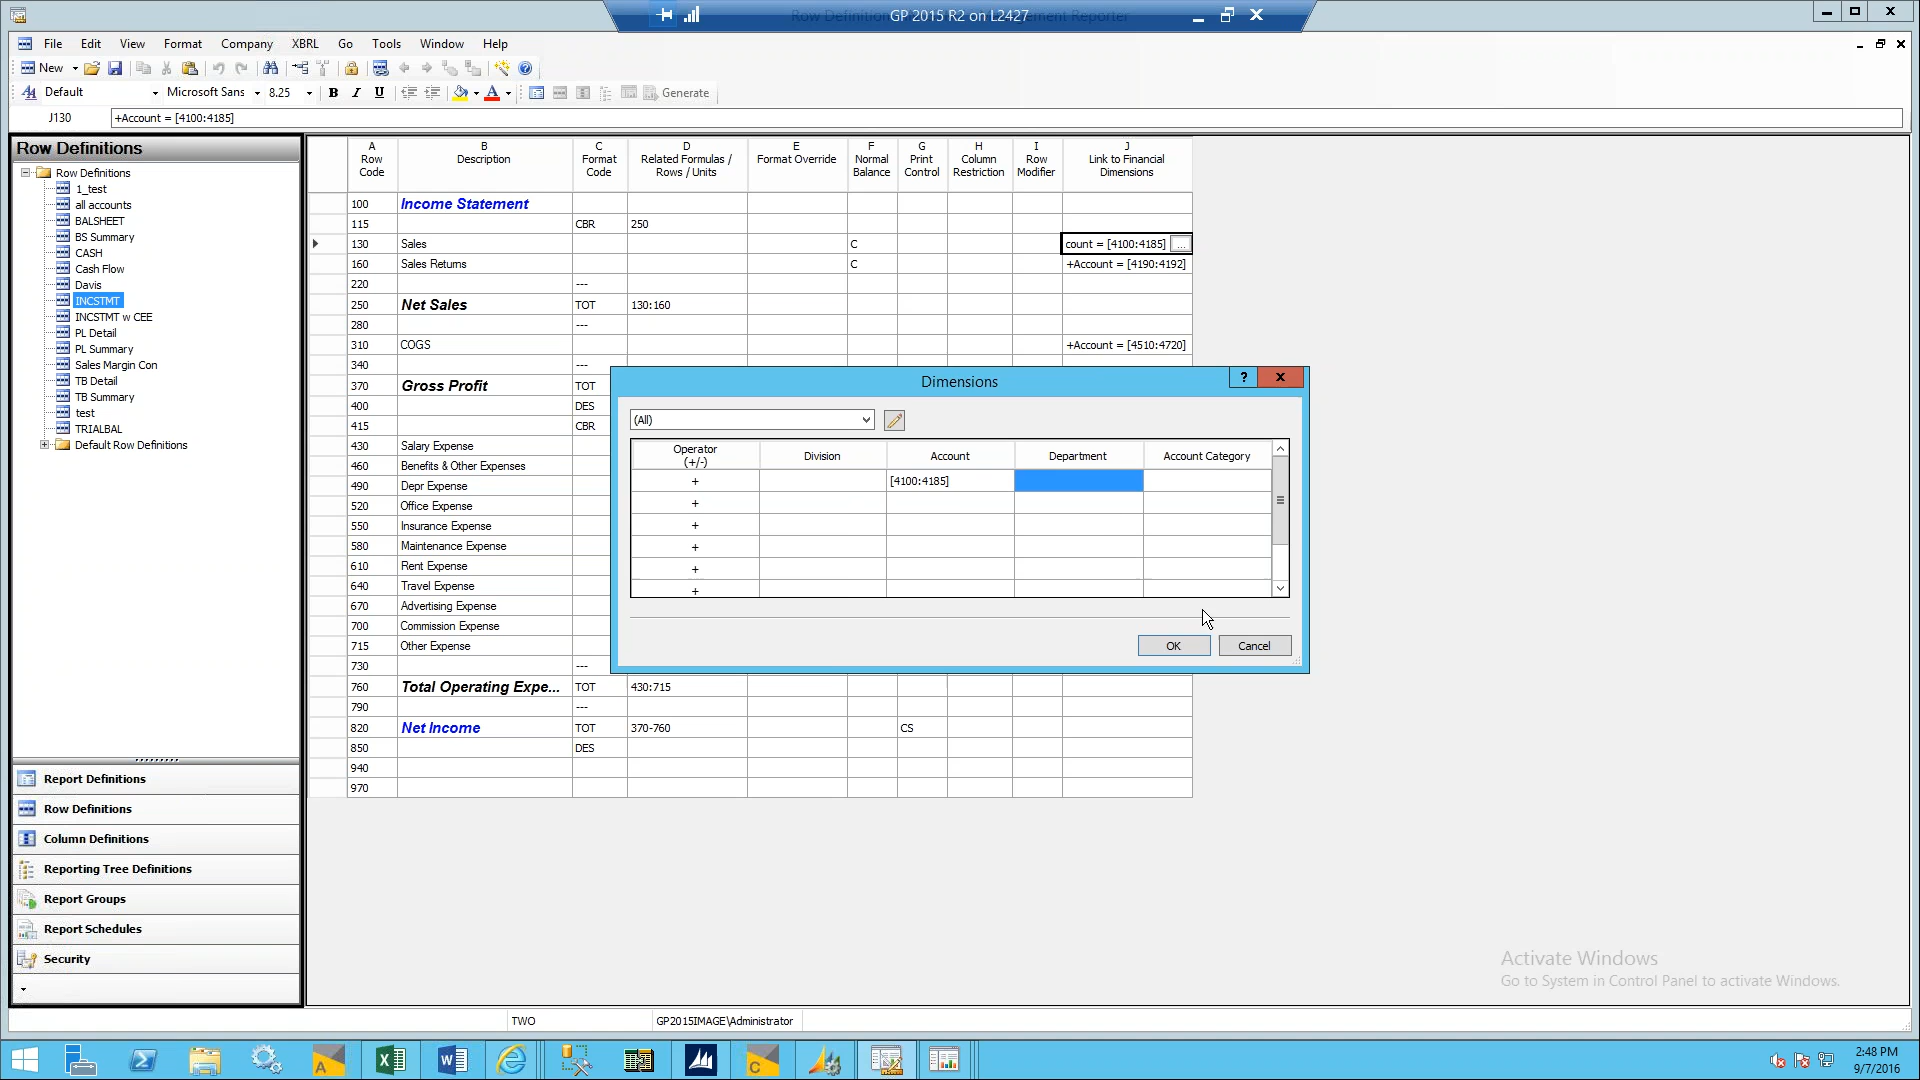 GP 2015 R2 on L2427
File Edit View Format Company XBRL Go Tools Window Help
New
Default Microsoft Sans 8.25 B I U A Generate
J130 +Account = [4100:4185]
Row Definitions
Row Definitions
1_test
all accounts
BALSHEET
BS Summary
CASH
Cash Flow
Davis
INCSTMT
INCSTMT w CEE
PL Detail
PL Summary
Sales Margin Con
TB Detail
TB Summary
test
TRIALBAL
Default Row Definitions
Report Definitions
Row Definitions
Column Definitions
Reporting Tree Definitions
Report Groups
Report Schedules
Security
A B C D E F G H I J
Row Code Description Format Code Related Formulas / Rows / Units Format Override Normal Balance Print Control Column Restriction Row Modifier Link to Financial Dimensions
100 Income Statement
115 CBR 250
130 Sales C count = [4100:4185] ...
160 Sales Returns C +Account = [4190:4192]
220 ---
250 Net Sales TOT 130:160
280 ---
310 COGS +Account = [4510:4720]
340 ---
370 Gross Profit TOT
400 DES
415 CBR
430 Salary Expense
460 Benefits & Other Expenses
490 Depr Expense
520 Office Expense
550 Insurance Expense
580 Maintenance Expense
610 Rent Expense
640 Travel Expense
670 Advertising Expense
700 Commission Expense
715 Other Expense
730 ---
760 Total Operating Expe... TOT 430:715
790 ---
820 Net Income TOT 370-760 CS
850 DES
940
970
Dimensions
?
(All)
Operator (+/-) Division Account Department Account Category
+ [4100:4185]
+
+
+
+
+
OK Cancel
Activate Windows
Go to System in Control Panel to activate Windows.
TWO GP2015IMAGE\Administrator
2:48 PM
9/7/2016